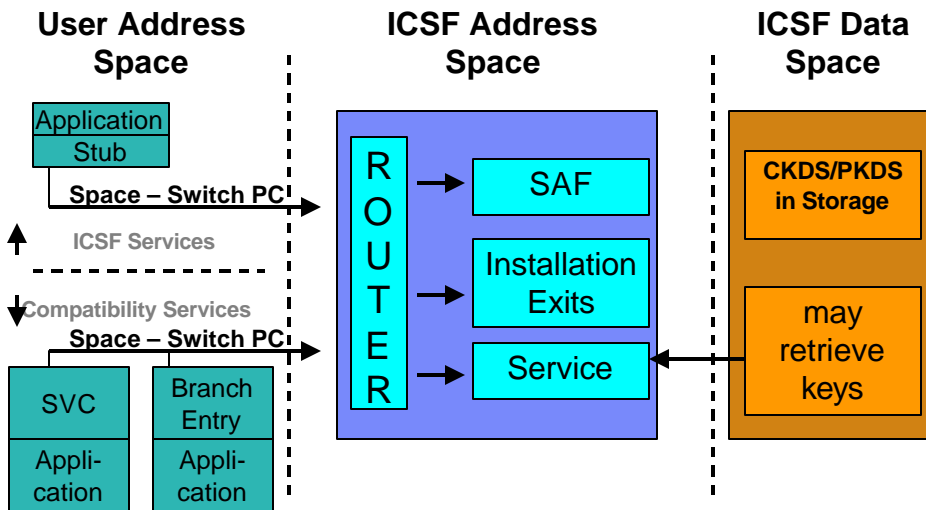 User Address
Space
ICSF Address
Space
ICSF Data
Space
Application
Stub
Space – Switch PC
ICSF Services
Compatibility Services
Space – Switch PC
SVC
Appli-
cation
Branch
Entry
Appli-
cation
R
O
U
T
E
R
SAF
Installation
Exits
Service
CKDS/PKDS
in Storage
may
retrieve
keys